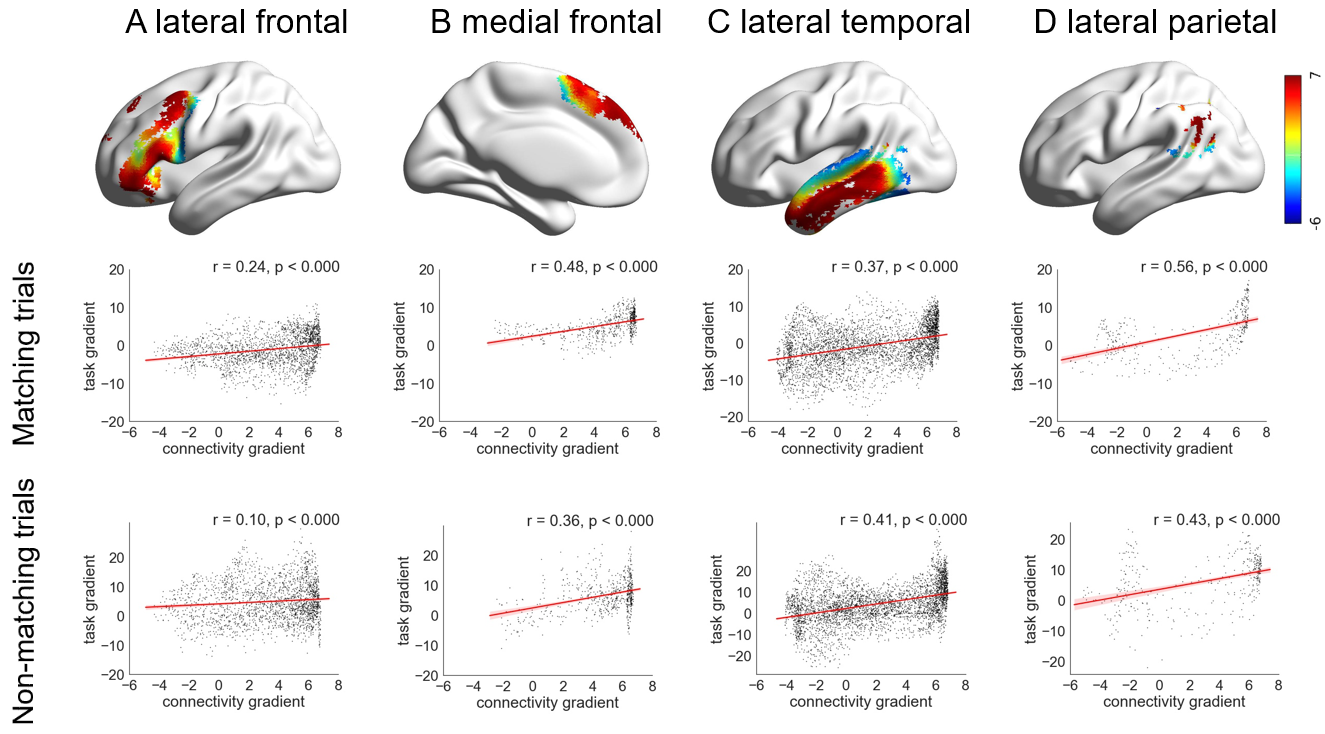 A lateral frontal
B medial frontal
C lateral temporal
D lateral parietal
7
-6
Matching trials
r = 0.24, p < 0.000
20
10
0
−10
−20
task gradient
−6 −4 −2 0 2 4 6 8
connectivity gradient
r = 0.48, p < 0.000
20
10
0
−10
−20
task gradient
−6 −4 −2 0 2 4 6 8
connectivity gradient
r = 0.37, p < 0.000
20
10
0
−10
−20
task gradient
−6 −4 −2 0 2 4 6 8
connectivity gradient
r = 0.56, p < 0.000
20
10
0
−10
−20
task gradient
−6 −4 −2 0 2 4 6 8
connectivity gradient
Non-matching trials
r = 0.10, p < 0.000
20
10
0
−10
−20
task gradient
−6 −4 −2 0 2 4 6 8
connectivity gradient
r = 0.36, p < 0.000
20
10
0
−10
−20
task gradient
−6 −4 −2 0 2 4 6 8
connectivity gradient
r = 0.41, p < 0.000
20
10
0
−10
−20
task gradient
−6 −4 −2 0 2 4 6 8
connectivity gradient
r = 0.43, p < 0.000
20
10
0
−10
−20
task gradient
−6 −4 −2 0 2 4 6 8
connectivity gradient